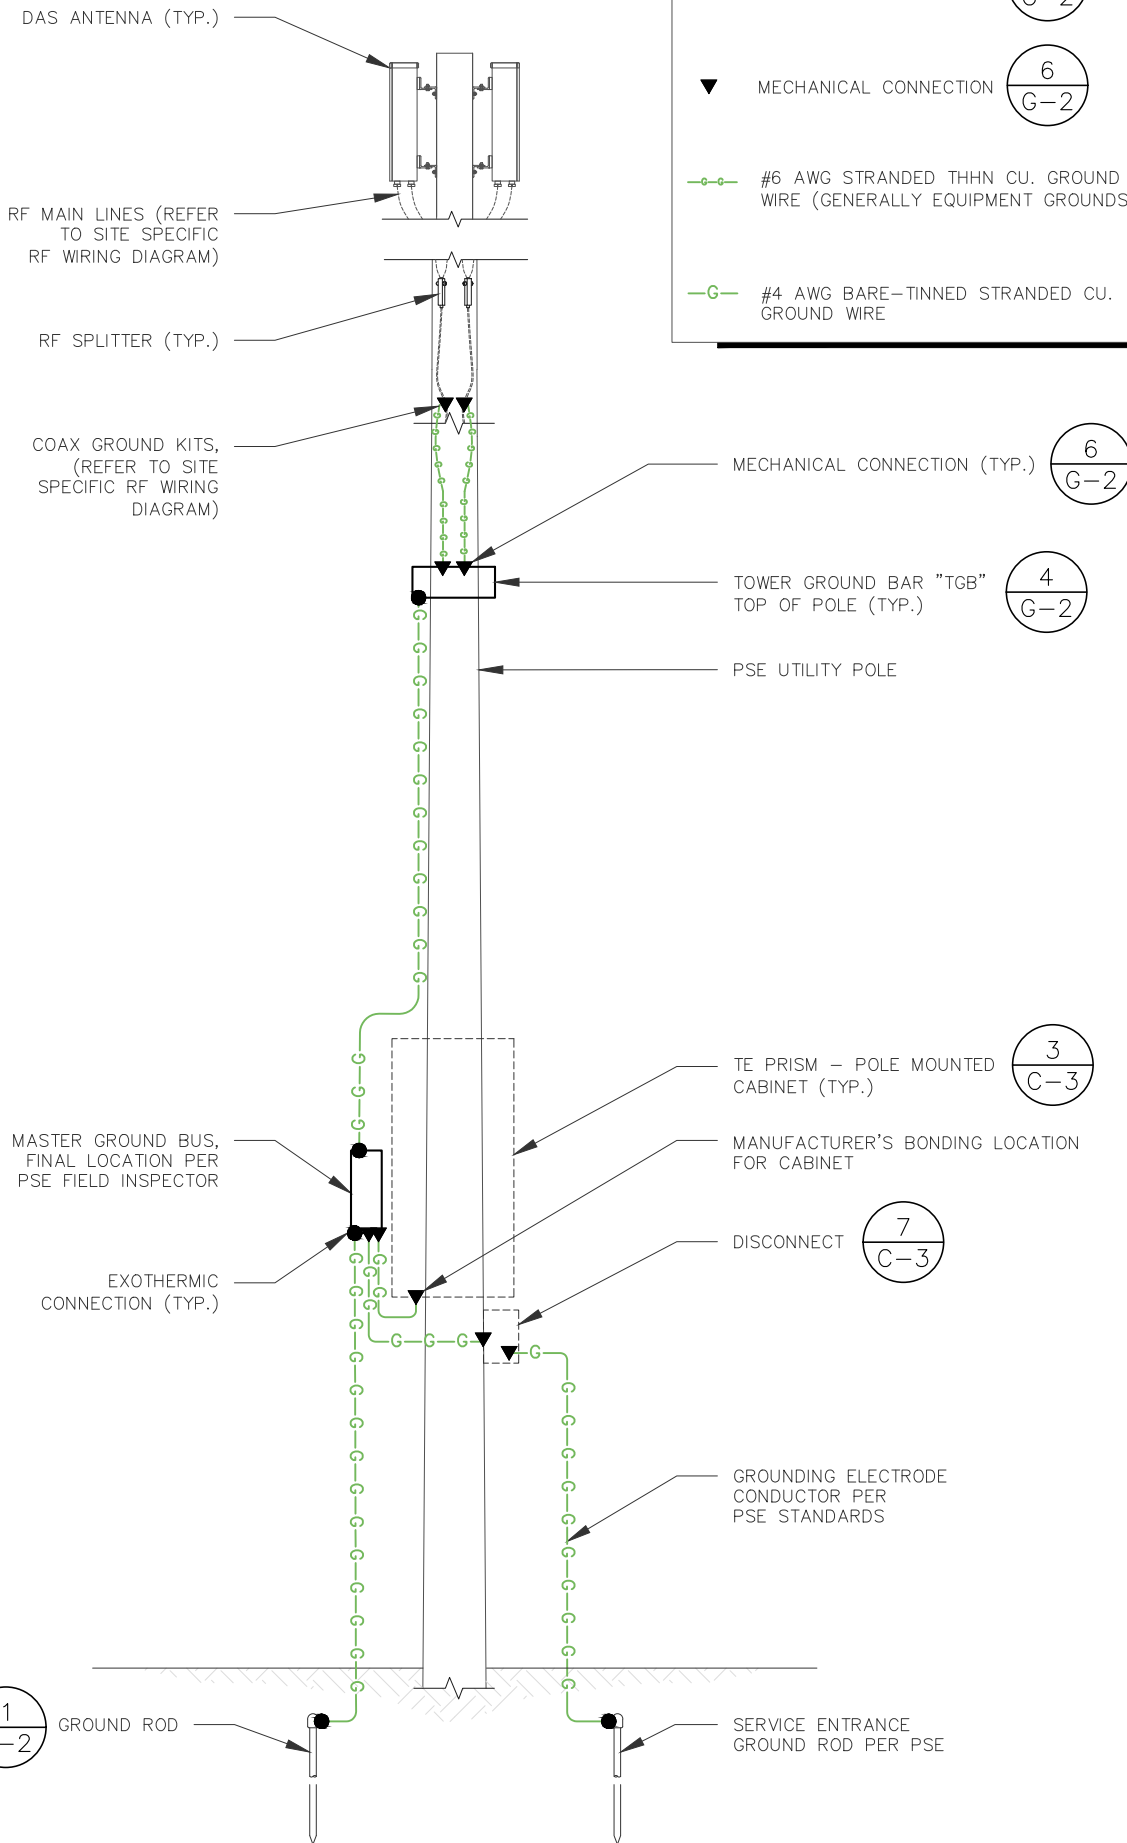 DAS ANTENNA (TYP.)
G-2
MECHANICAL CONNECTION
6
G-2
G-G
#6 AWG STRANDED THHN CU. GROUND
WIRE (GENERALLY EQUIPMENT GROUNDS
G
#4 AWG BARE-TINNED STRANDED CU.
GROUND WIRE
RF MAIN LINES (REFER
TO SITE SPECIFIC
RF WIRING DIAGRAM)
RF SPLITTER (TYP.)
COAX GROUND KITS,
(REFER TO SITE
SPECIFIC RF WIRING
DIAGRAM)
MECHANICAL CONNECTION (TYP.)
6
G-2
TOWER GROUND BAR "TGB"
TOP OF POLE (TYP.)
4
G-2
PSE UTILITY POLE
TE PRISM - POLE MOUNTED
CABINET (TYP.)
3
C-3
MASTER GROUND BUS,
FINAL LOCATION PER
PSE FIELD INSPECTOR
MANUFACTURER'S BONDING LOCATION
FOR CABINET
DISCONNECT
7
C-3
EXOTHERMIC
CONNECTION (TYP.)
GROUNDING ELECTRODE
CONDUCTOR PER
PSE STANDARDS
1
-2
GROUND ROD
SERVICE ENTRANCE
GROUND ROD PER PSE